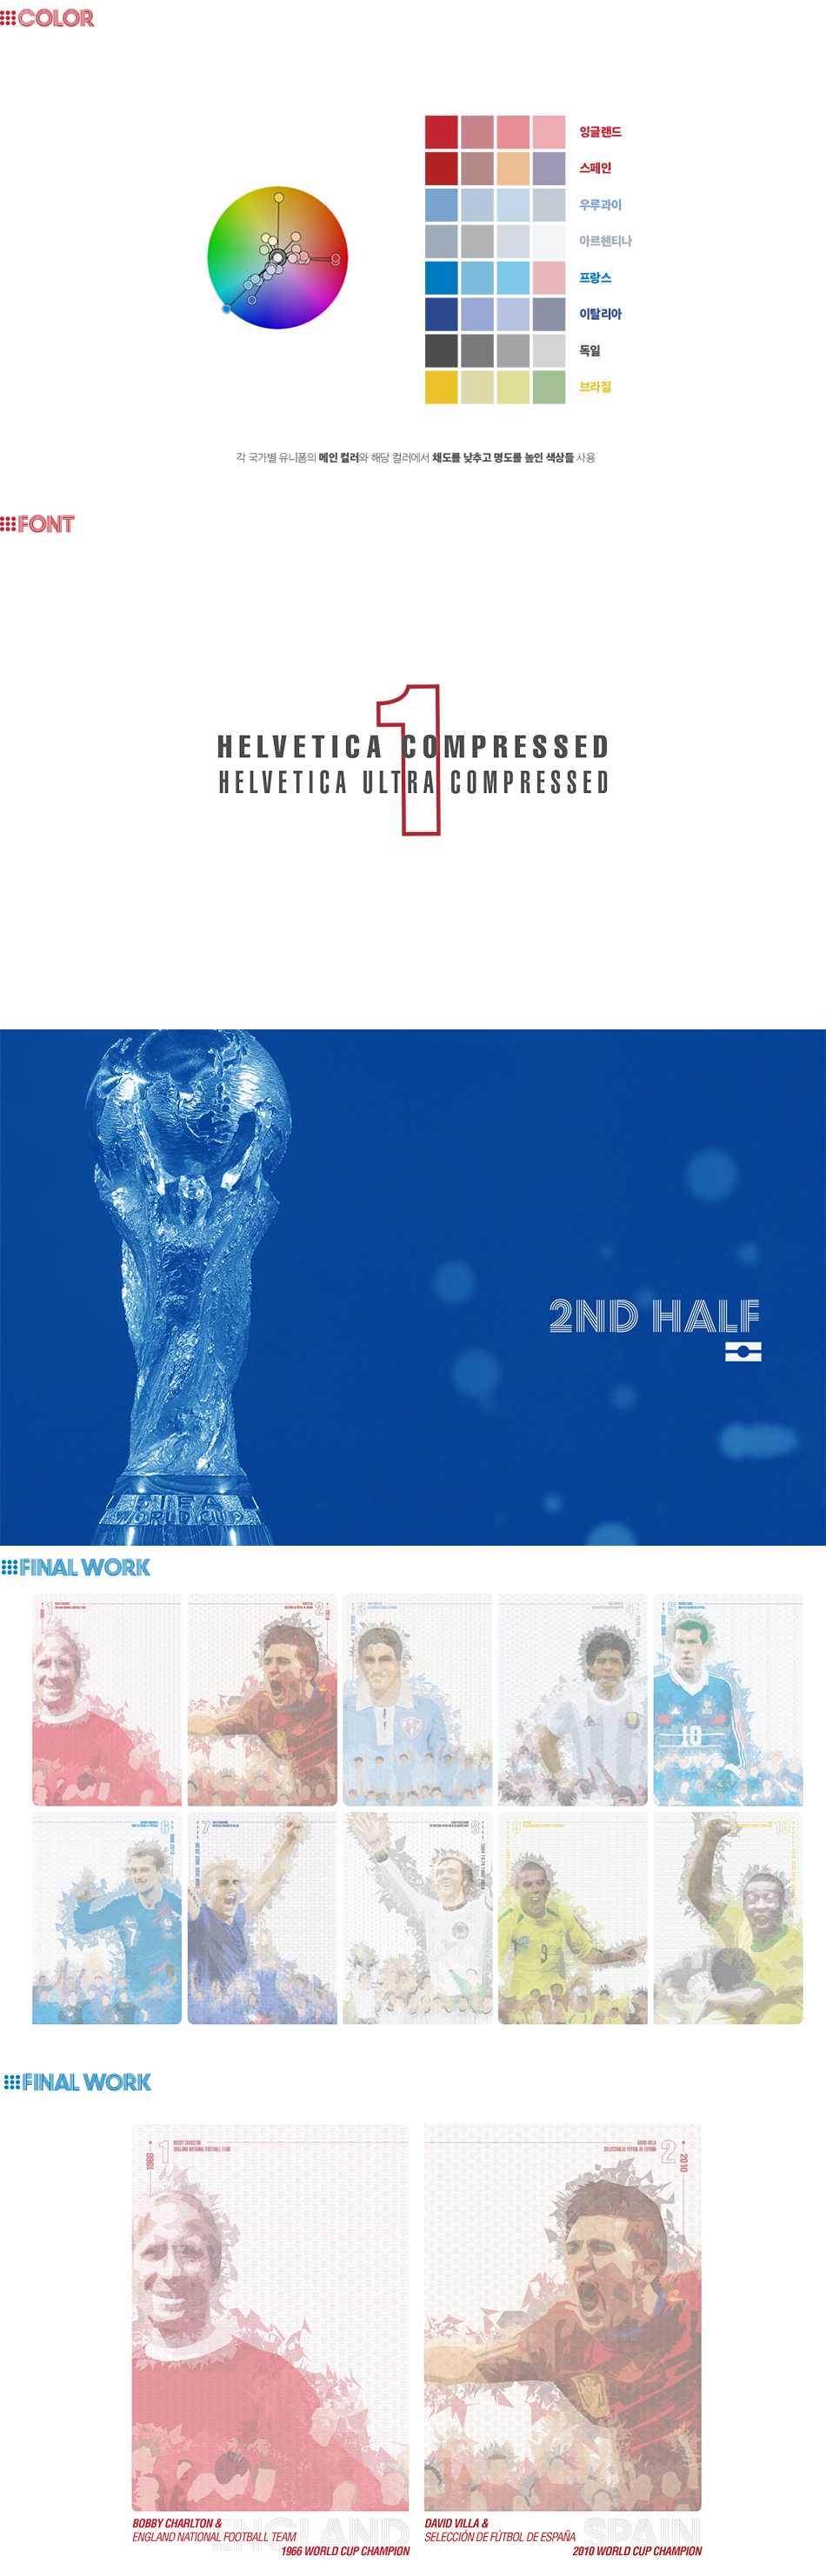 COLOR
잉글랜드
스페인
우루과이
아르헨티나
프랑스
이탈리아
독일
브라질
각 국가별 유니폼의 메인 컬러와 해당 컬러에서 채도를 낮추고 명도를 높인 색상들 사용
FONT
1
HELVETICA COMPRESSED
HELVETICA ULTRA COMPRESSED
FIFA
WORLD CUP
2ND HALF
FINAL WORK
1
2
3
4
5
10
6
7
8
9
10
7
9
FINAL WORK
1966
1
BOBBY CHARLTON
ENGLAND NATIONAL FOOTBALL TEAM
DAVID VILLA
SELECCIÓN DE FÚTBOL DE ESPAÑA
2
2010
ENGLAND
BOBBY CHARLTON &
ENGLAND NATIONAL FOOTBALL TEAM
1966 WORLD CUP CHAMPION
SPAIN
DAVID VILLA &
SELECCIÓN DE FÚTBOL DE ESPAÑA
2010 WORLD CUP CHAMPION